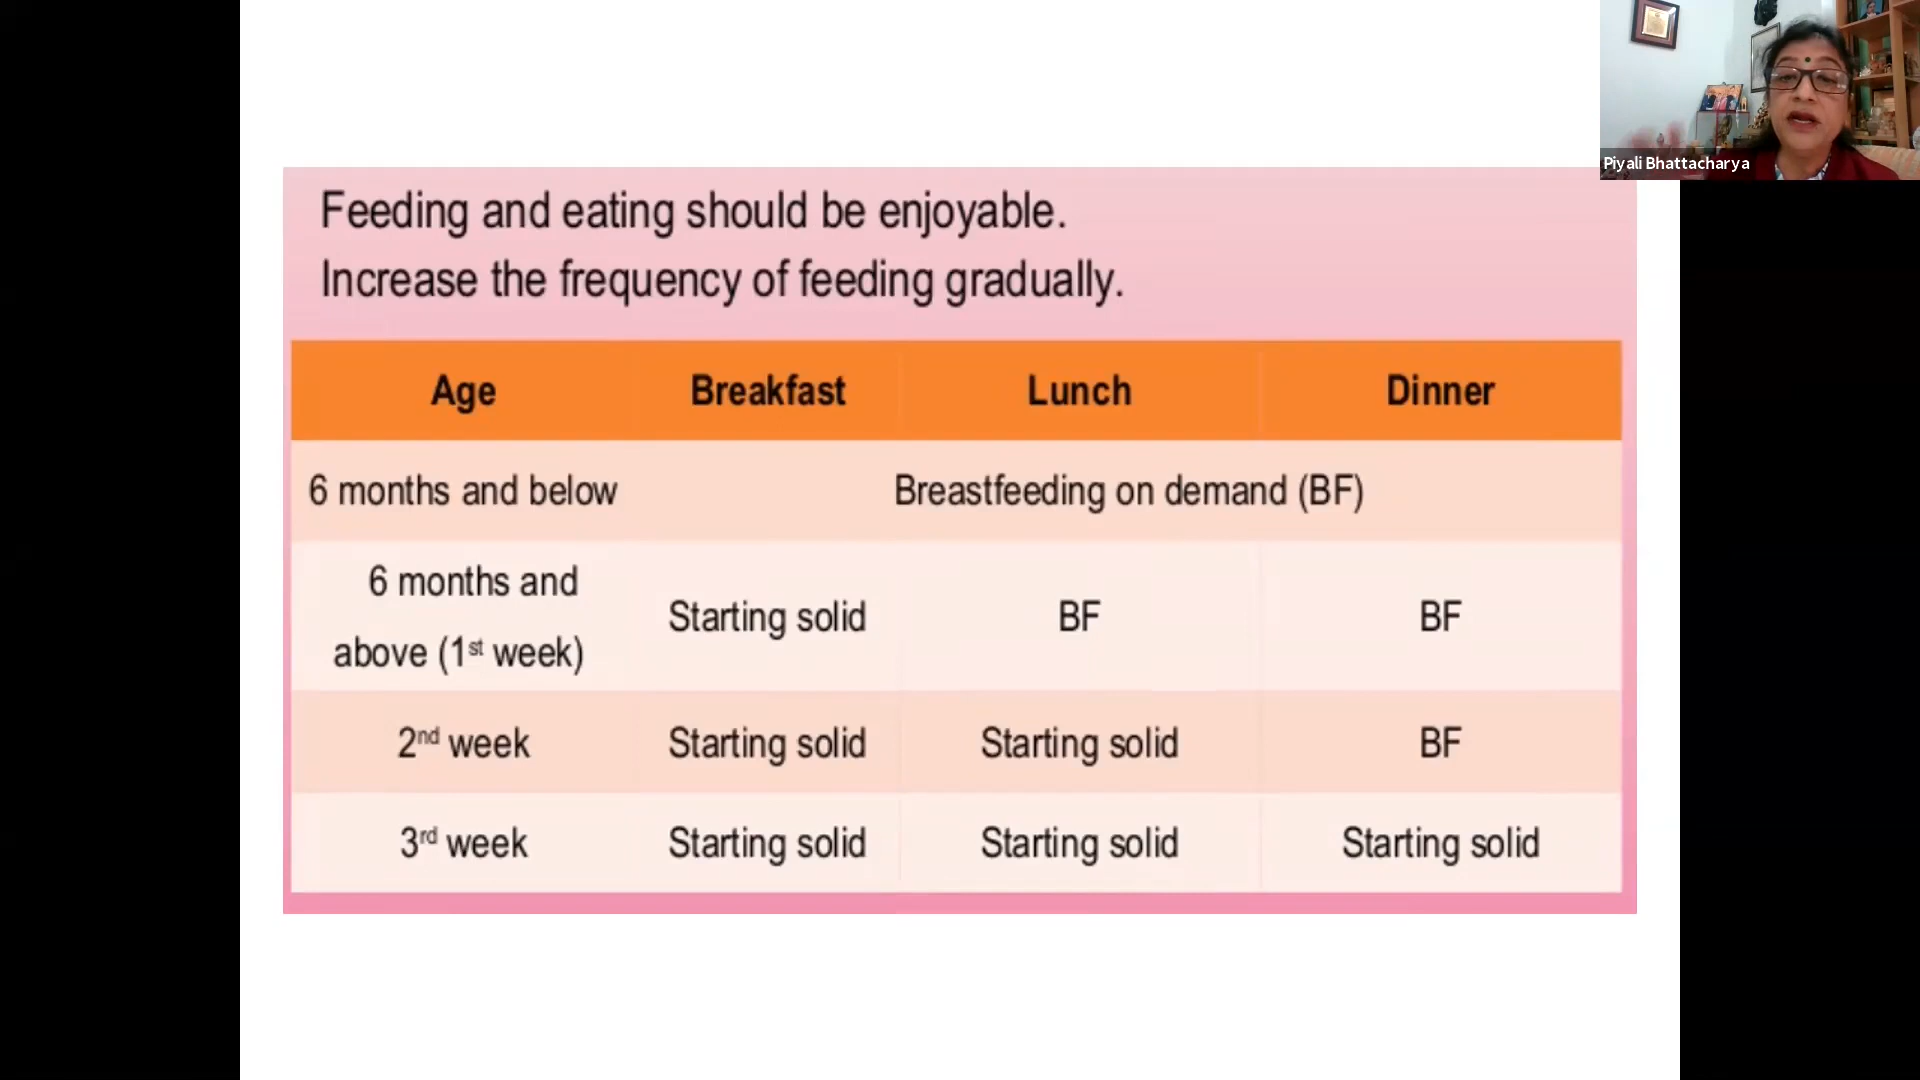 Piyali Bhattacharya
Feeding and eating should be enjoyable.
Increase the frequency of feeding gradually.
Age Breakfast Lunch Dinner
6 months and below Breastfeeding on demand (BF)
6 months and
above (1st week) Starting solid BF BF
2nd week Starting solid Starting solid BF
3rd week Starting solid Starting solid Starting solid